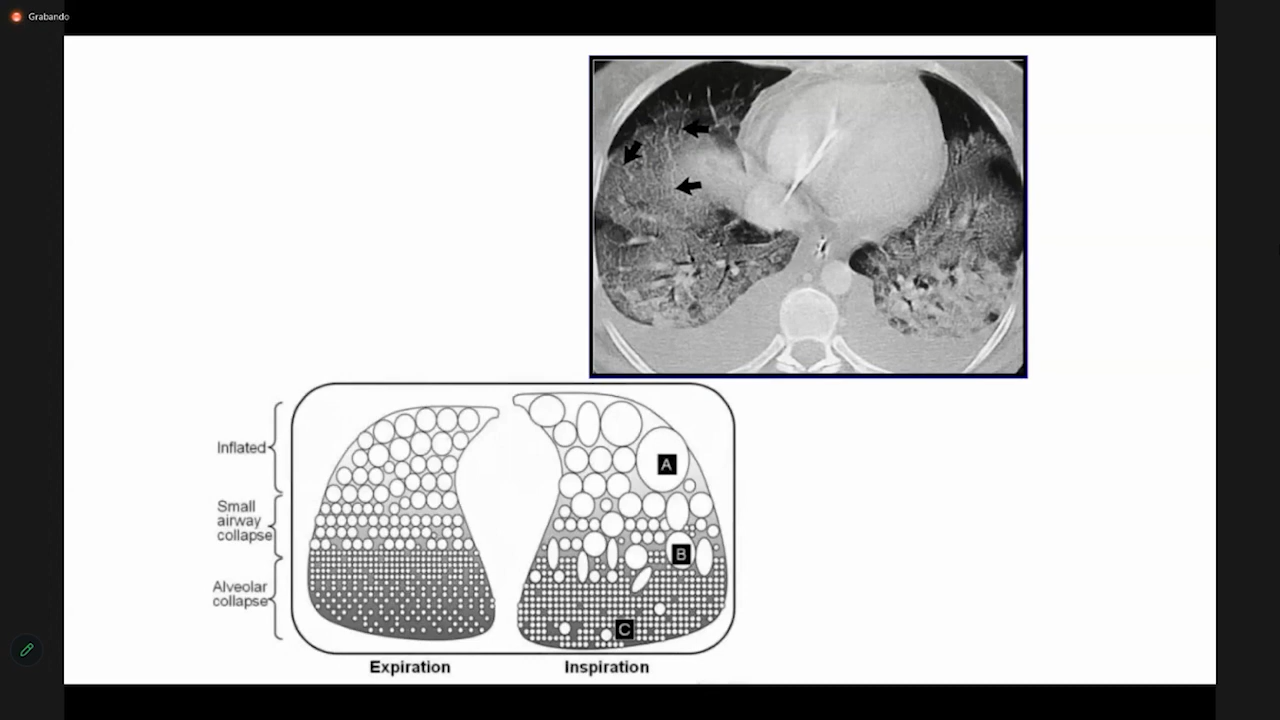 Grabando
Inflated
Small
airway
collapse
Alveolar
collapse
A
B
C
Expiration
Inspiration